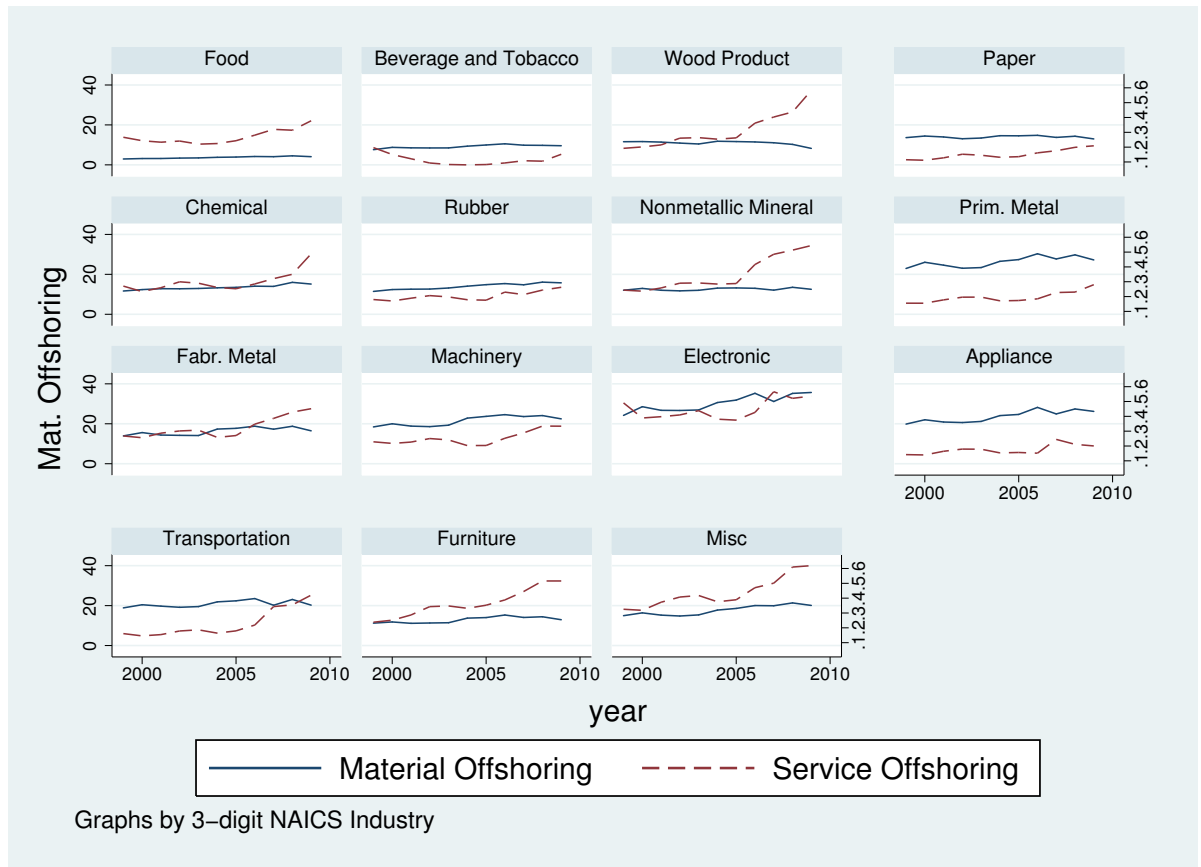 Food Beverage and Tobacco Wood Product Paper
40
20
0
.1.2.3.4.5.6
Chemical Rubber Nonmetallic Mineral Prim. Metal
40
20
0
.1.2.3.4.5.6
Fabr. Metal Machinery Electronic Appliance
40
20
0
.1.2.3.4.5.6
2000 2005 2010
Transportation Furniture Misc
40
20
0
.1.2.3.4.5.6
2000 2005 2010 2000 2005 2010 2000 2005 2010
Mat. Offshoring
year
Material Offshoring Service Offshoring
Graphs by 3−digit NAICS Industry